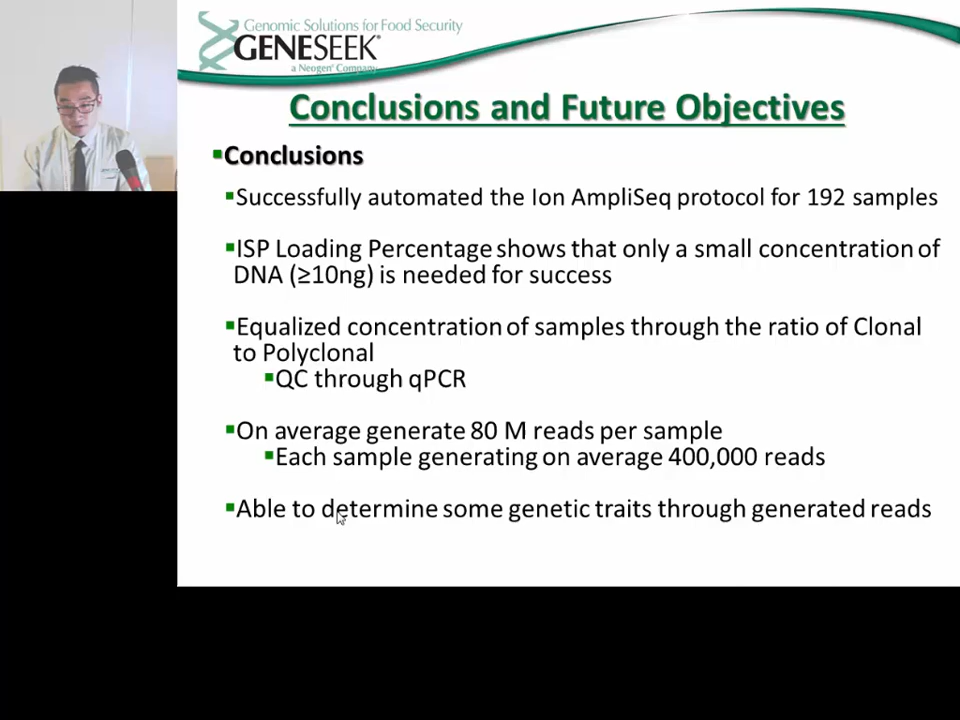 Genomic Solutions for Food Security
GENESEEK®
a Neogen® Company
Conclusions and Future Objectives
▪Conclusions
▪Successfully automated the Ion AmpliSeq protocol for 192 samples
▪ISP Loading Percentage shows that only a small concentration of
DNA (≥10ng) is needed for success
▪Equalized concentration of samples through the ratio of Clonal
to Polyclonal
▪QC through qPCR
▪On average generate 80 M reads per sample
▪Each sample generating on average 400,000 reads
▪Able to determine some genetic traits through generated reads